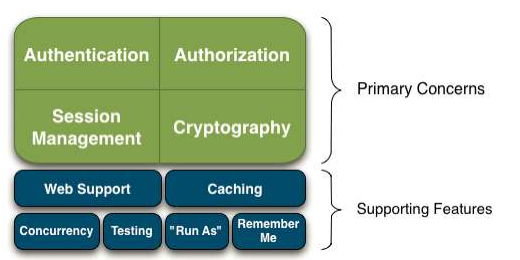 Authentication
Authorization
Session
Management
Cryptography
Primary Concerns
Web Support
Caching
Concurrency
Testing
"Run As"
Remember
Me
Supporting Features